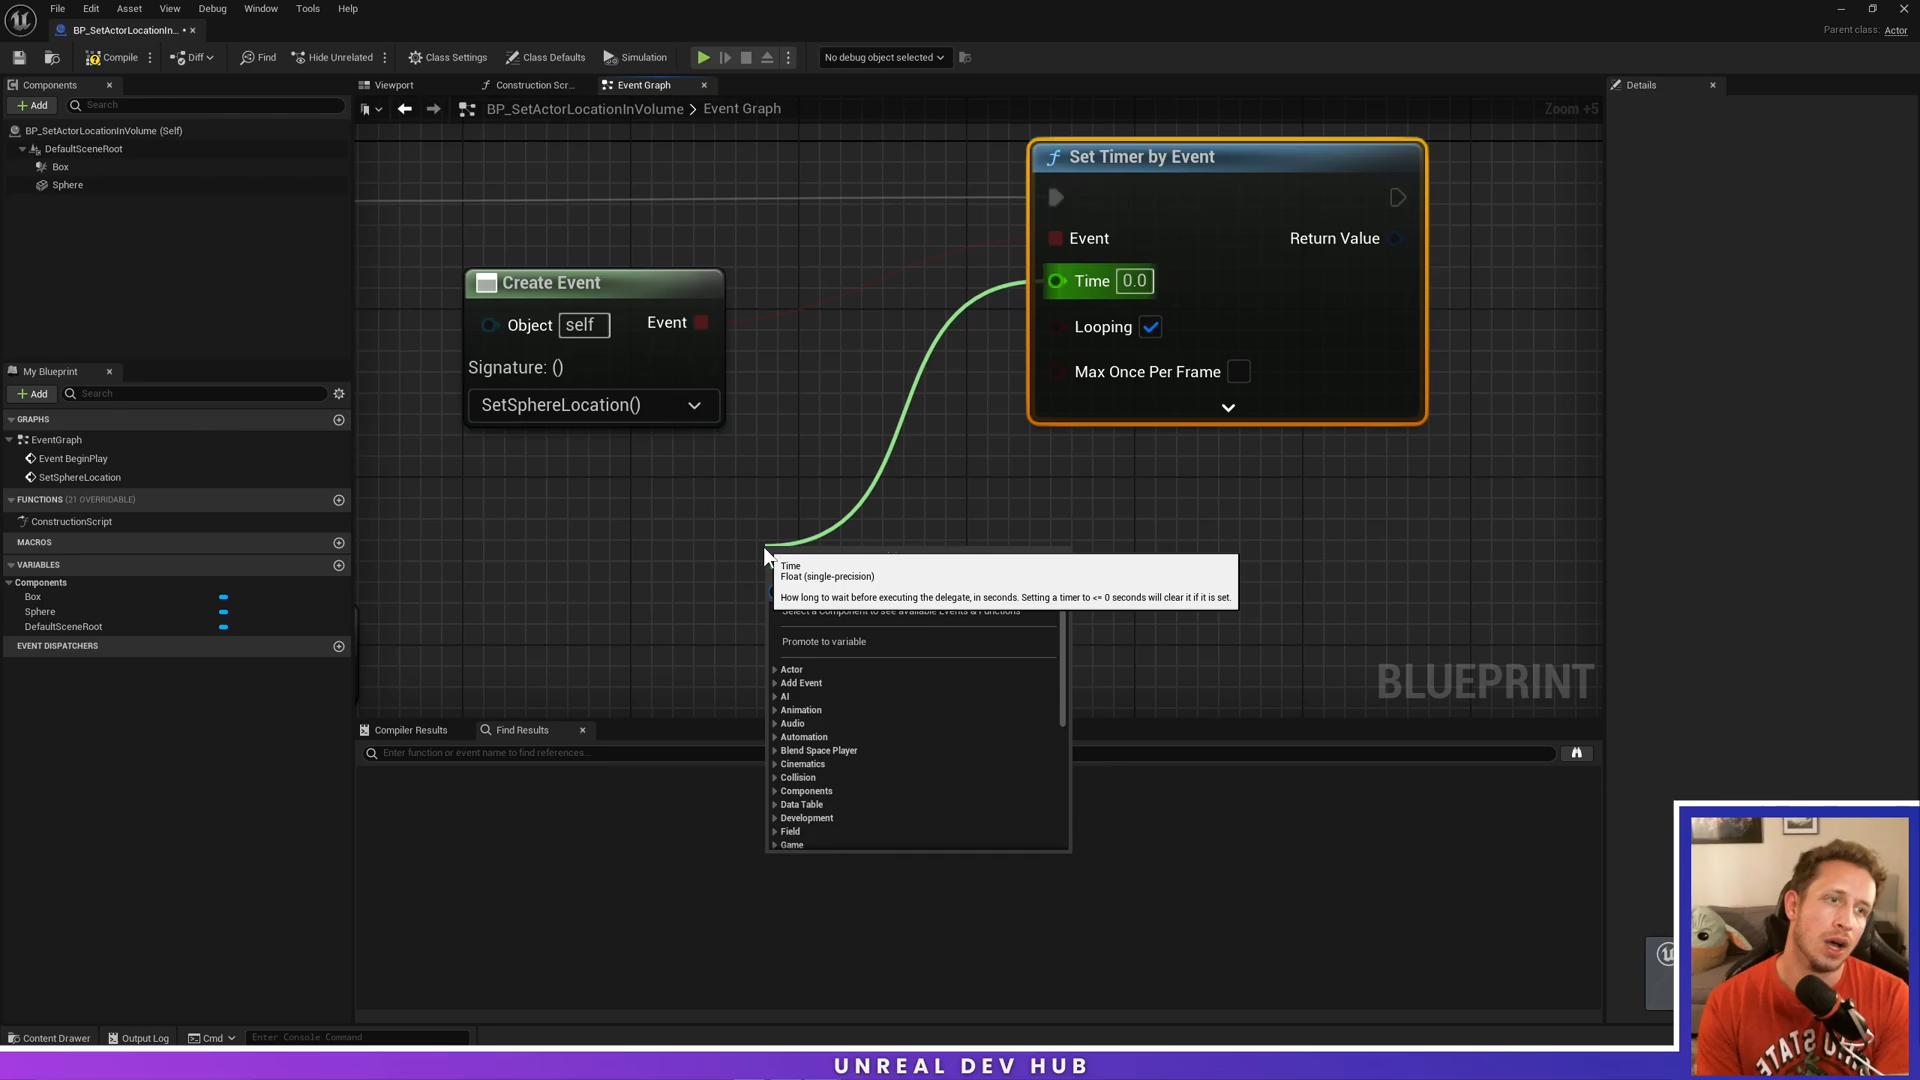 File Edit Asset View Debug Window Tools Help
BP_SetActorLocationIn... •
Parent class: Actor
Compile
Diff
Find
Hide Unrelated
Class Settings
Class Defaults
Simulation
No debug object selected
Components
Add
Search
BP_SetActorLocationInVolume (Self)
DefaultSceneRoot
Box
Sphere
Viewport
Construction Scr...
Event Graph
BP_SetActorLocationInVolume > Event Graph
Zoom +5
Details
Set Timer by Event
Event
Return Value
Time 0.0
Looping
Max Once Per Frame
Create Event
Object self
Event
Signature: ()
SetSphereLocation()
My Blueprint
Add
Search
GRAPHS
EventGraph
Event BeginPlay
SetSphereLocation
FUNCTIONS (21 OVERRIDABLE)
ConstructionScript
MACROS
VARIABLES
Components
Box
Sphere
DefaultSceneRoot
EVENT DISPATCHERS
Time
Float (single-precision)
How long to wait before executing the delegate, in seconds. Setting a timer to <= 0 seconds will clear it if it is set.
Select a Component to see available Events & Functions
Promote to variable
Actor
Add Event
AI
Animation
Audio
Automation
Blend Space Player
Cinematics
Collision
Components
Data Table
Development
Field
Game
BLUEPRINT
Compiler Results
Find Results
Enter function or event name to find references...
Content Drawer
Output Log
Cmd
Enter Console Command
UNREAL DEV HUB
STATE